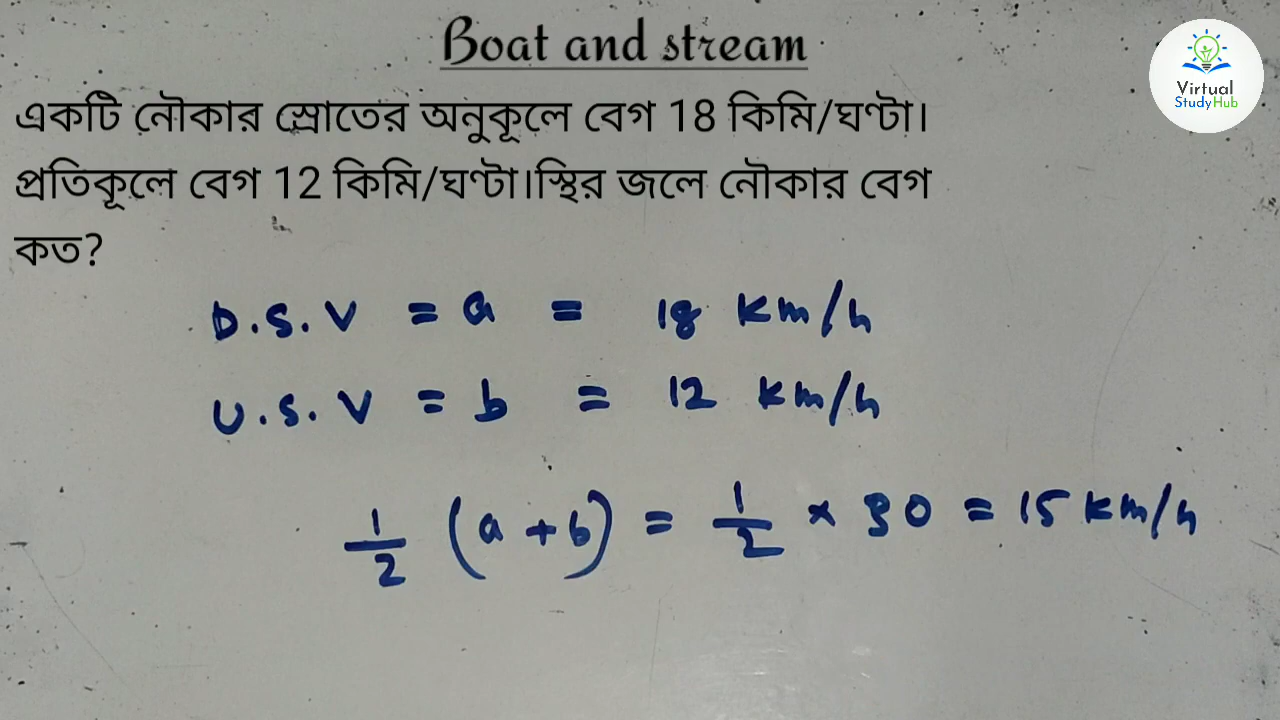 Boat and stream
Virtual
StudyHub
একটি নৌকার স্রোতের অনুকূলে বেগ 18 কিমি/ঘণ্টা।
প্রতিকূলে বেগ 12 কিমি/ঘণ্টা।স্থির জলে নৌকার বেগ
কত?
D.S.V = a = 18 km/h
U.S.V = b = 12 km/h
1/2 (a+b) = 1/2 × 30 = 15 km/h